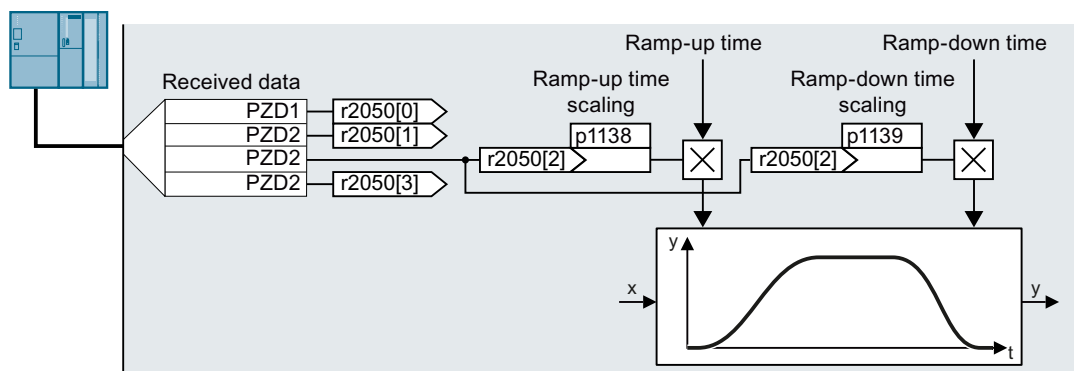 Ramp-up time
Ramp-down time
Received data
Ramp-up time
scaling
Ramp-down time
scaling
PZD1
r2050[0]
PZD2
r2050[1]
p1138
p1139
PZD2
r2050[2]
r2050[2]
PZD2
r2050[3]
y
x
y
t